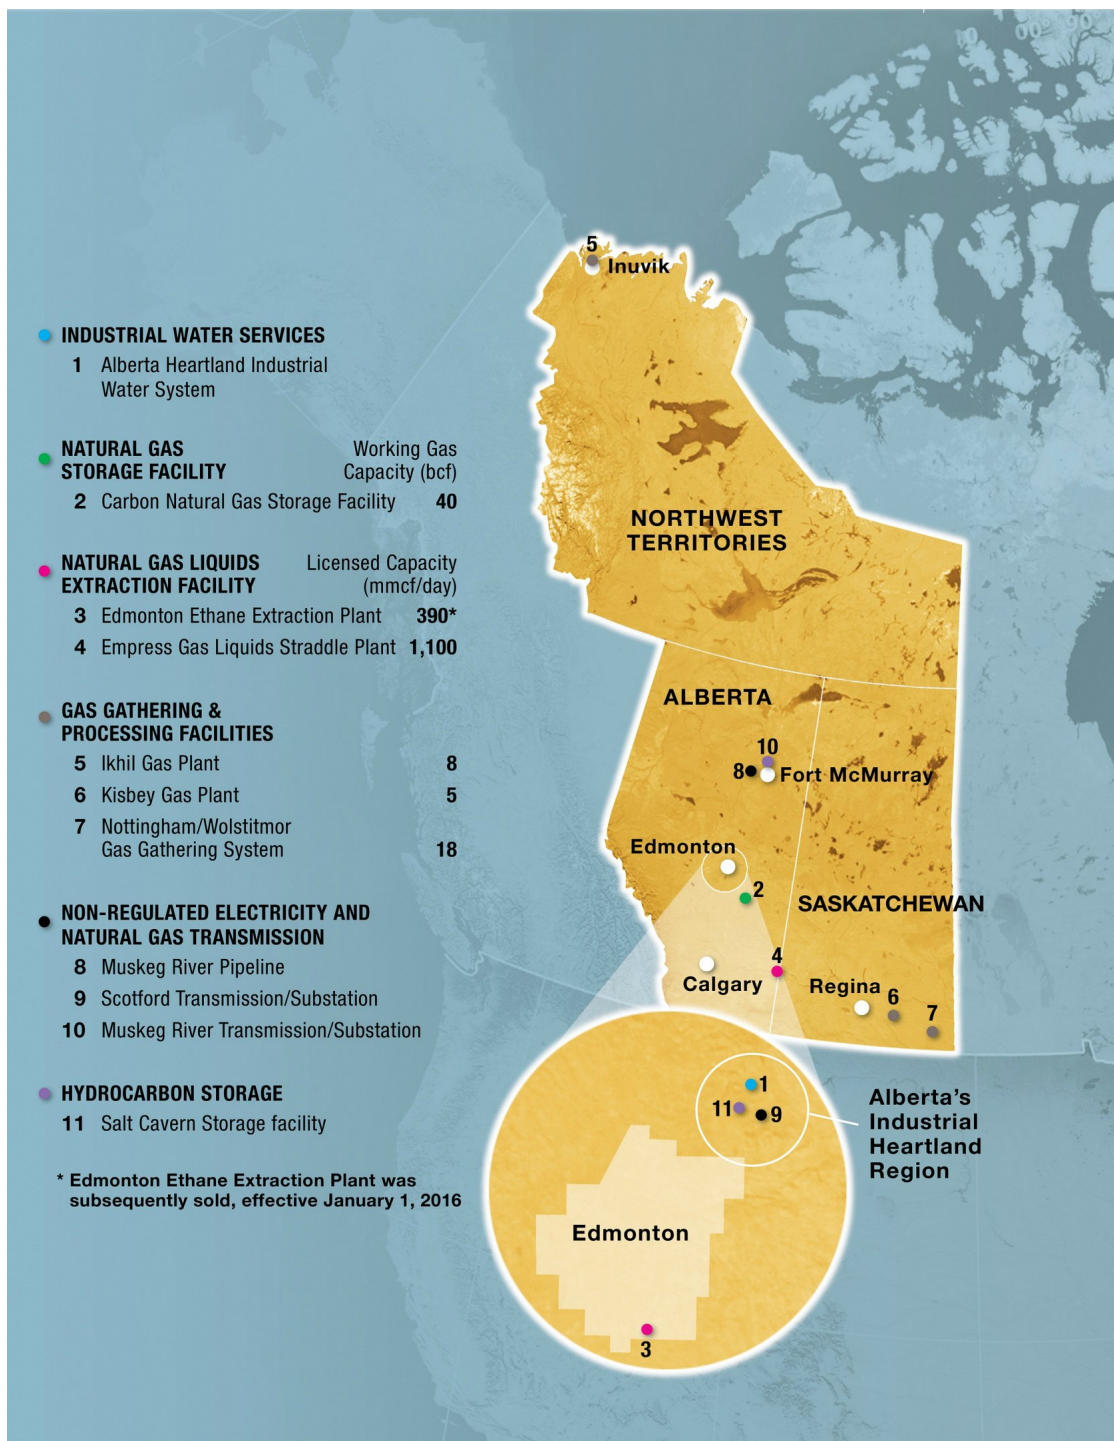 INDUSTRIAL WATER SERVICES
1 Alberta Heartland Industrial
Water System
NATURAL GAS
STORAGE FACILITY
Working Gas
Capacity (bcf)
2 Carbon Natural Gas Storage Facility 40
NATURAL GAS LIQUIDS
EXTRACTION FACILITY
Licensed Capacity
(mmcf/day)
3 Edmonton Ethane Extraction Plant 390*
4 Empress Gas Liquids Straddle Plant 1,100
GAS GATHERING &
PROCESSING FACILITIES
5 Ikhil Gas Plant 8
6 Kisbey Gas Plant 5
7 Nottingham/Wolstitmor
Gas Gathering System 18
NON-REGULATED ELECTRICITY AND
NATURAL GAS TRANSMISSION
8 Muskeg River Pipeline
9 Scotford Transmission/Substation
10 Muskeg River Transmission/Substation
HYDROCARBON STORAGE
11 Salt Cavern Storage facility
* Edmonton Ethane Extraction Plant was
subsequently sold, effective January 1, 2016
5
Inuvik
NORTHWEST
TERRITORIES
ALBERTA
10
8
Fort McMurray
Edmonton
2
SASKATCHEWAN
4
Calgary
Regina
6
7
1
11
9
Alberta's
Industrial
Heartland
Region
Edmonton
3